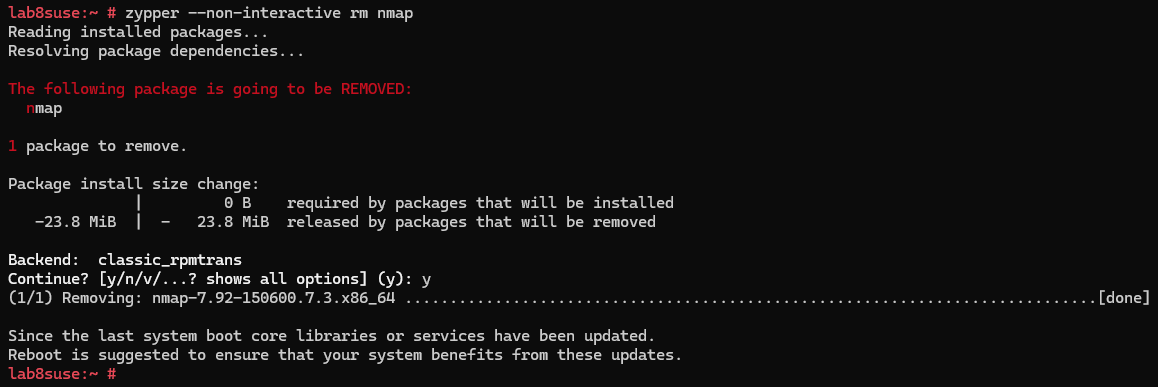 lab8suse:~ # zypper --non-interactive rm nmap
Reading installed packages...
Resolving package dependencies...
The following package is going to be REMOVED:
nmap
1 package to remove.
Package install size change:
| 0 B required by packages that will be installed
-23.8 MiB | - 23.8 MiB released by packages that will be removed
Backend: classic_rpmtrans
Continue? [y/n/v/...? shows all options] (y): y
(1/1) Removing: nmap-7.92-150600.7.3.x86_64 .............................................................................[done]
Since the last system boot core libraries or services have been updated.
Reboot is suggested to ensure that your system benefits from these updates.
lab8suse:~ #